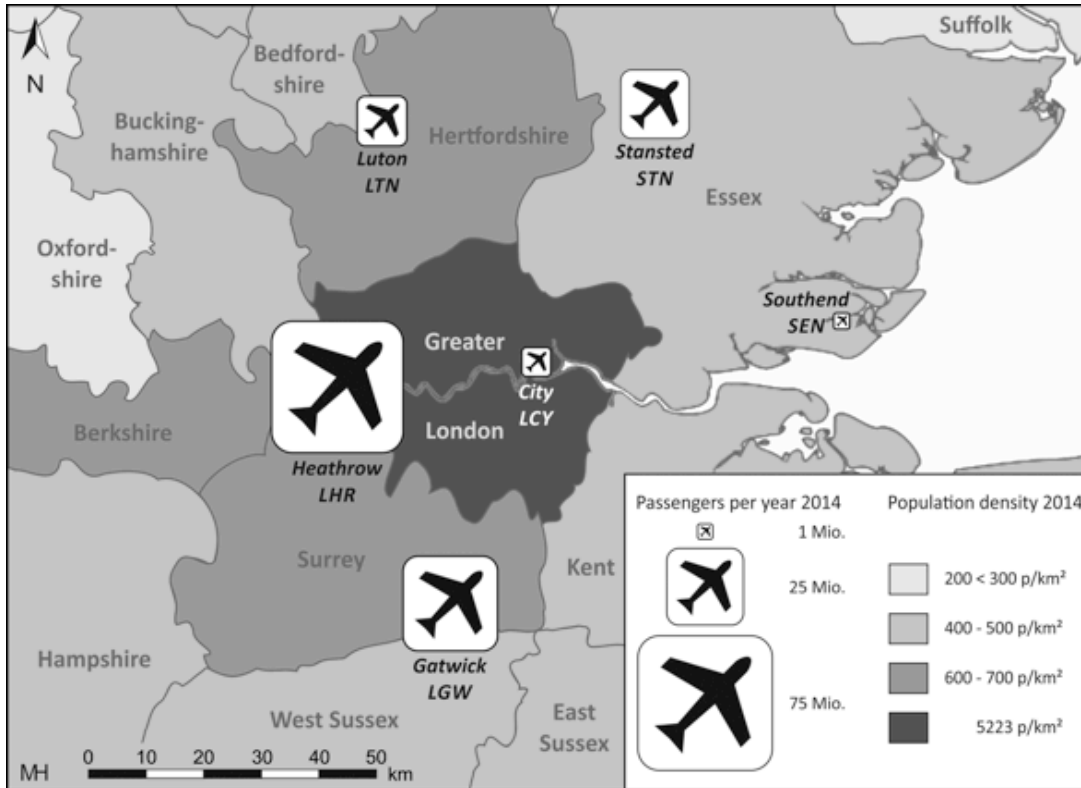 N
Suffolk
Bedford-
shire
Bucking-
hamshire
Luton
LTN
Hertfordshire
Stansted
STN
Essex
Oxford-
shire
Southend
SEN
Greater
London
City
LCY
Berkshire
Heathrow
LHR
Surrey
Kent
Gatwick
LGW
Hampshire
West Sussex
East
Sussex
MH
0 10 20 30 40 50
km
Passengers per year 2014
1 Mio.
25 Mio.
75 Mio.
Population density 2014
200 < 300 p/km²
400 - 500 p/km²
600 - 700 p/km²
5223 p/km²